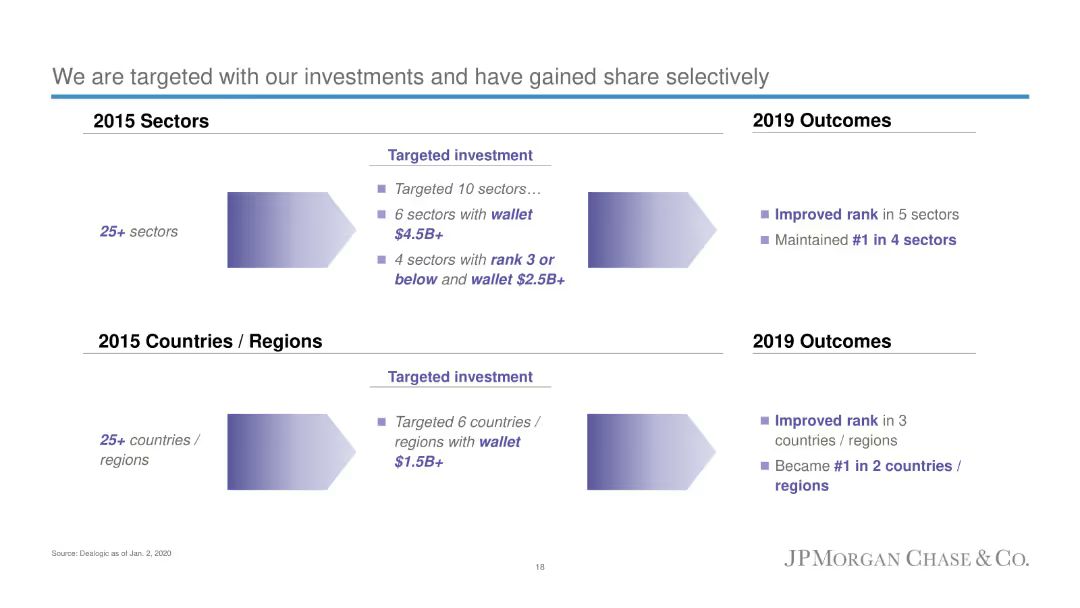 We are targeted with our investments and have gained share selectively
2015 Sectors
2019 Outcomes
Targeted investment
25+ sectors
■ Targeted 10 sectors…
■ 6 sectors with wallet
$4.5B+
■ 4 sectors with rank 3 or
below and wallet $2.5B+
■ Improved rank in 5 sectors
■ Maintained #1 in 4 sectors
2015 Countries / Regions
2019 Outcomes
Targeted investment
25+ countries /
regions
■ Targeted 6 countries /
regions with wallet
$1.5B+
■ Improved rank in 3
countries / regions
■ Became #1 in 2 countries /
regions
Source: Dealogic as of Jan. 2, 2020
18
JPMORGAN CHASE & CO.